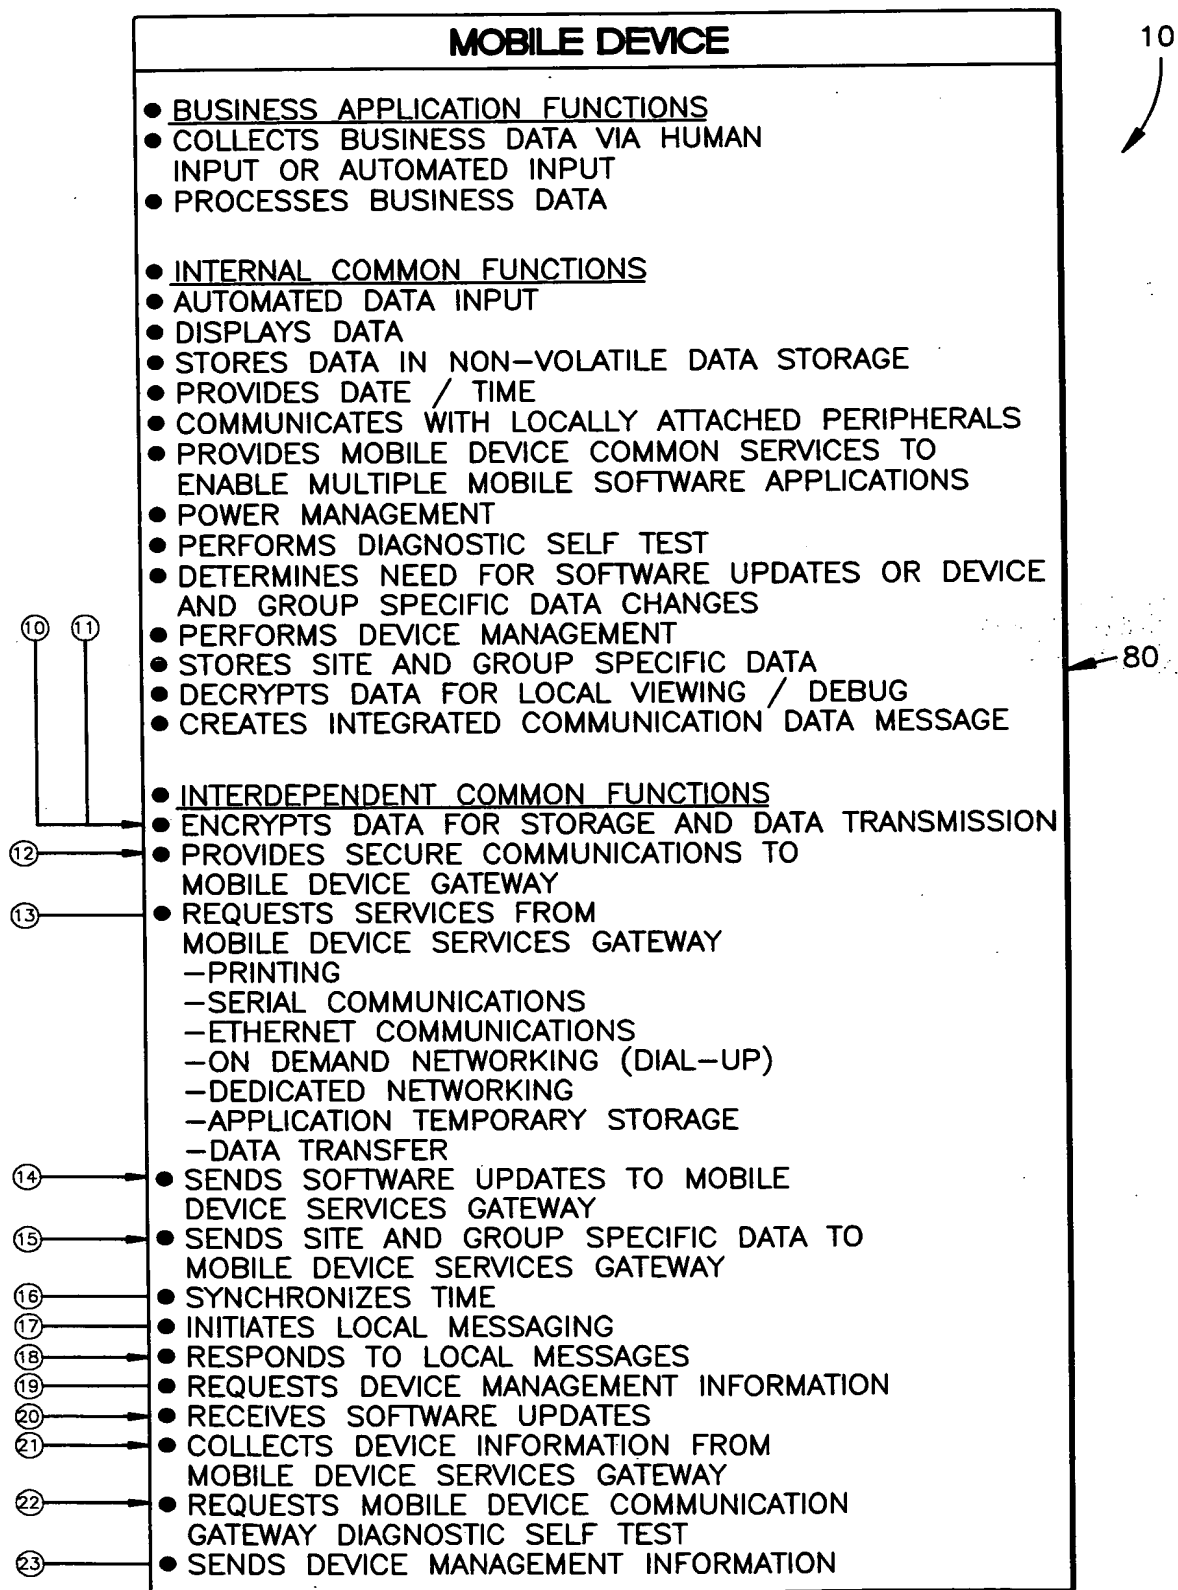 MOBILE DEVICE
10
● BUSINESS APPLICATION FUNCTIONS
● COLLECTS BUSINESS DATA VIA HUMAN
INPUT OR AUTOMATED INPUT
● PROCESSES BUSINESS DATA
● INTERNAL COMMON FUNCTIONS
● AUTOMATED DATA INPUT
● DISPLAYS DATA
● STORES DATA IN NON-VOLATILE DATA STORAGE
● PROVIDES DATE / TIME
● COMMUNICATES WITH LOCALLY ATTACHED PERIPHERALS
● PROVIDES MOBILE DEVICE COMMON SERVICES TO
ENABLE MULTIPLE MOBILE SOFTWARE APPLICATIONS
● POWER MANAGEMENT
● PERFORMS DIAGNOSTIC SELF TEST
● DETERMINES NEED FOR SOFTWARE UPDATES OR DEVICE
AND GROUP SPECIFIC DATA CHANGES
⑩ ⑪ ● PERFORMS DEVICE MANAGEMENT
● STORES SITE AND GROUP SPECIFIC DATA
80
● DECRYPTS DATA FOR LOCAL VIEWING / DEBUG
● CREATES INTEGRATED COMMUNICATION DATA MESSAGE
● INTERDEPENDENT COMMON FUNCTIONS
● ENCRYPTS DATA FOR STORAGE AND DATA TRANSMISSION
⑫ ● PROVIDES SECURE COMMUNICATIONS TO
MOBILE DEVICE GATEWAY
⑬ ● REQUESTS SERVICES FROM
MOBILE DEVICE SERVICES GATEWAY
-PRINTING
-SERIAL COMMUNICATIONS
-ETHERNET COMMUNICATIONS
-ON DEMAND NETWORKING (DIAL-UP)
-DEDICATED NETWORKING
-APPLICATION TEMPORARY STORAGE
-DATA TRANSFER
⑭ ● SENDS SOFTWARE UPDATES TO MOBILE
DEVICE SERVICES GATEWAY
⑮ ● SENDS SITE AND GROUP SPECIFIC DATA TO
MOBILE DEVICE SERVICES GATEWAY
⑯ ● SYNCHRONIZES TIME
⑰ ● INITIATES LOCAL MESSAGING
⑱ ● RESPONDS TO LOCAL MESSAGES
⑲ ● REQUESTS DEVICE MANAGEMENT INFORMATION
⑳ ● RECEIVES SOFTWARE UPDATES
㉑ ● COLLECTS DEVICE INFORMATION FROM
MOBILE DEVICE SERVICES GATEWAY
㉒ ● REQUESTS MOBILE DEVICE COMMUNICATION
GATEWAY DIAGNOSTIC SELF TEST
㉓ ● SENDS DEVICE MANAGEMENT INFORMATION